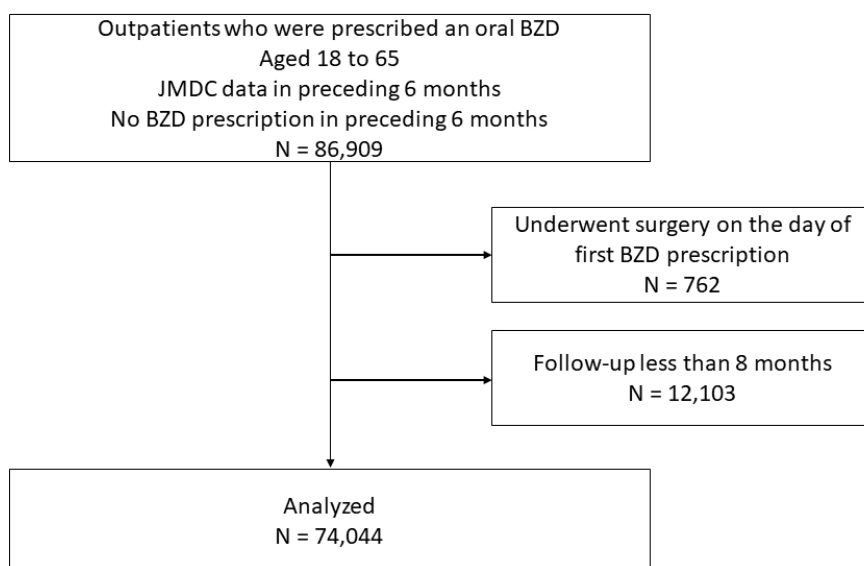 Outpatients who were prescribed an oral BZD
Aged 18 to 65
JMDC data in preceding 6 months
No BZD prescription in preceding 6 months
N = 86,909
Underwent surgery on the day of
first BZD prescription
N = 762
Follow-up less than 8 months
N = 12,103
Analyzed
N = 74,044